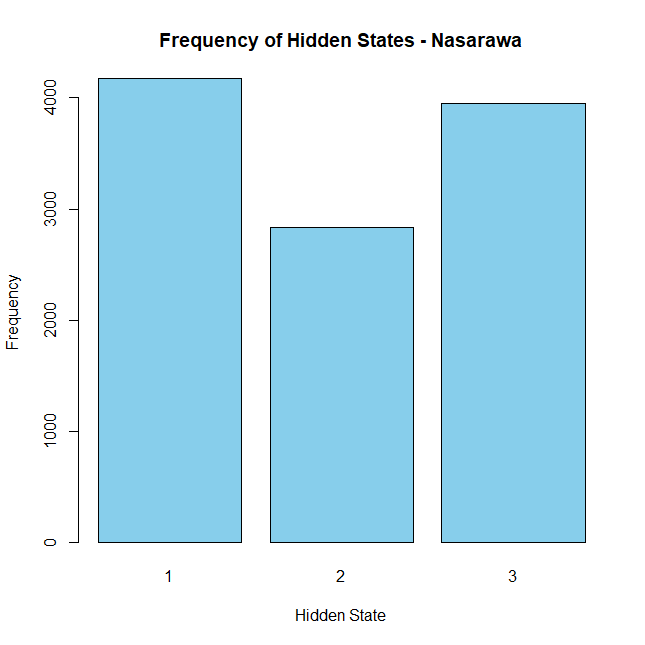 Frequency of Hidden States - Nasarawa
Frequency
4000
3000
2000
1000
0
1 2 3
Hidden State